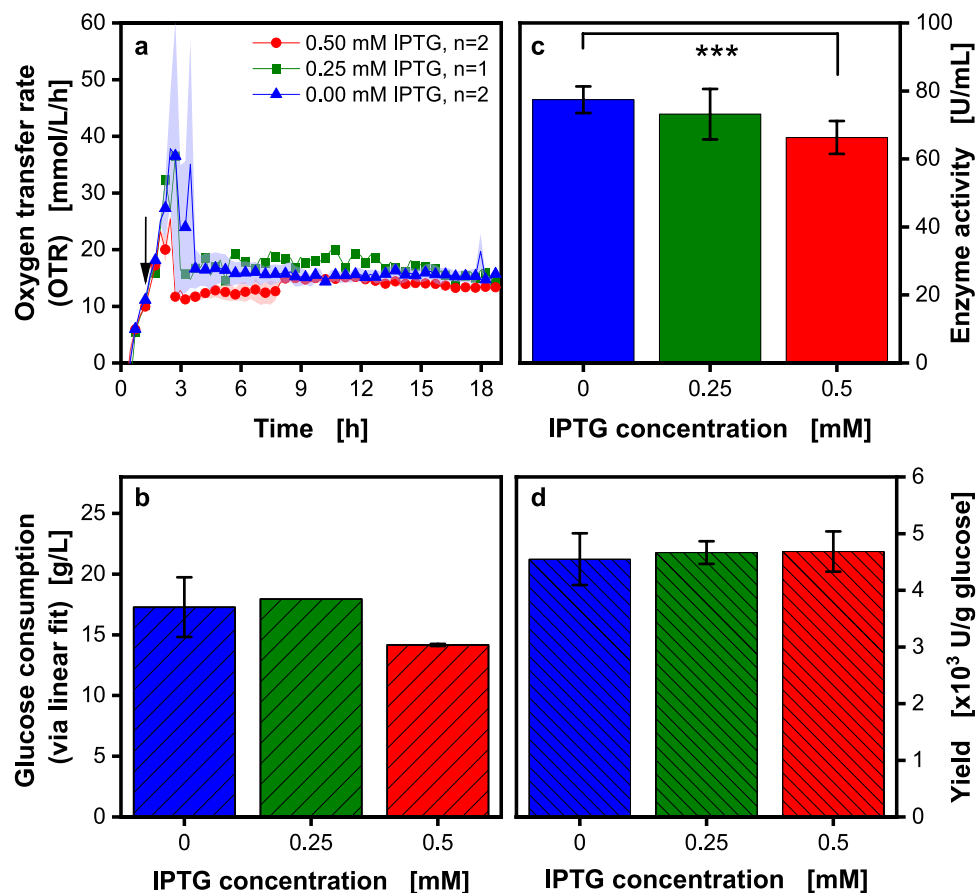 a
0.50 mM IPTG, n=2
0.25 mM IPTG, n=1
0.00 mM IPTG, n=2
60
50
40
30
20
10
0
Oxygen transfer rate
(OTR) [mmol/L/h]
0 3 6 9 12 15 18
Time [h]
c
***
100
80
60
40
20
0
Enzyme activity [U/mL]
0 0.25 0.5
IPTG concentration [mM]
b
25
20
15
10
5
0
Glucose consumption
(via linear fit) [g/L]
0 0.25 0.5
IPTG concentration [mM]
d
6
5
4
3
2
1
0
Yield [x10³ U/g glucose]
0 0.25 0.5
IPTG concentration [mM]